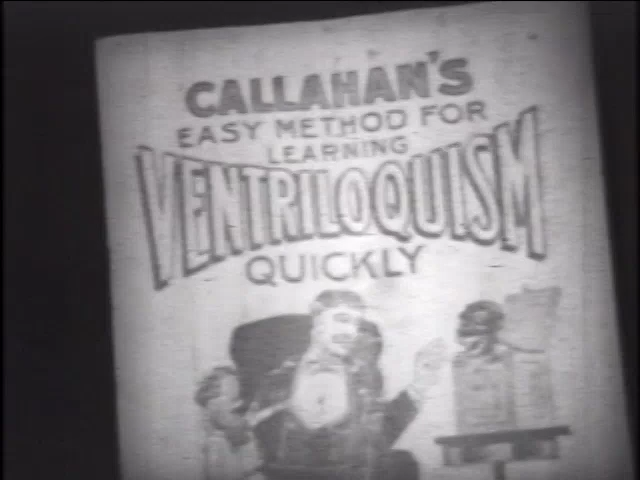 CALLAHAN'S
EASY METHOD FOR
LEARNING
VENTRILOQUISM
QUICKLY